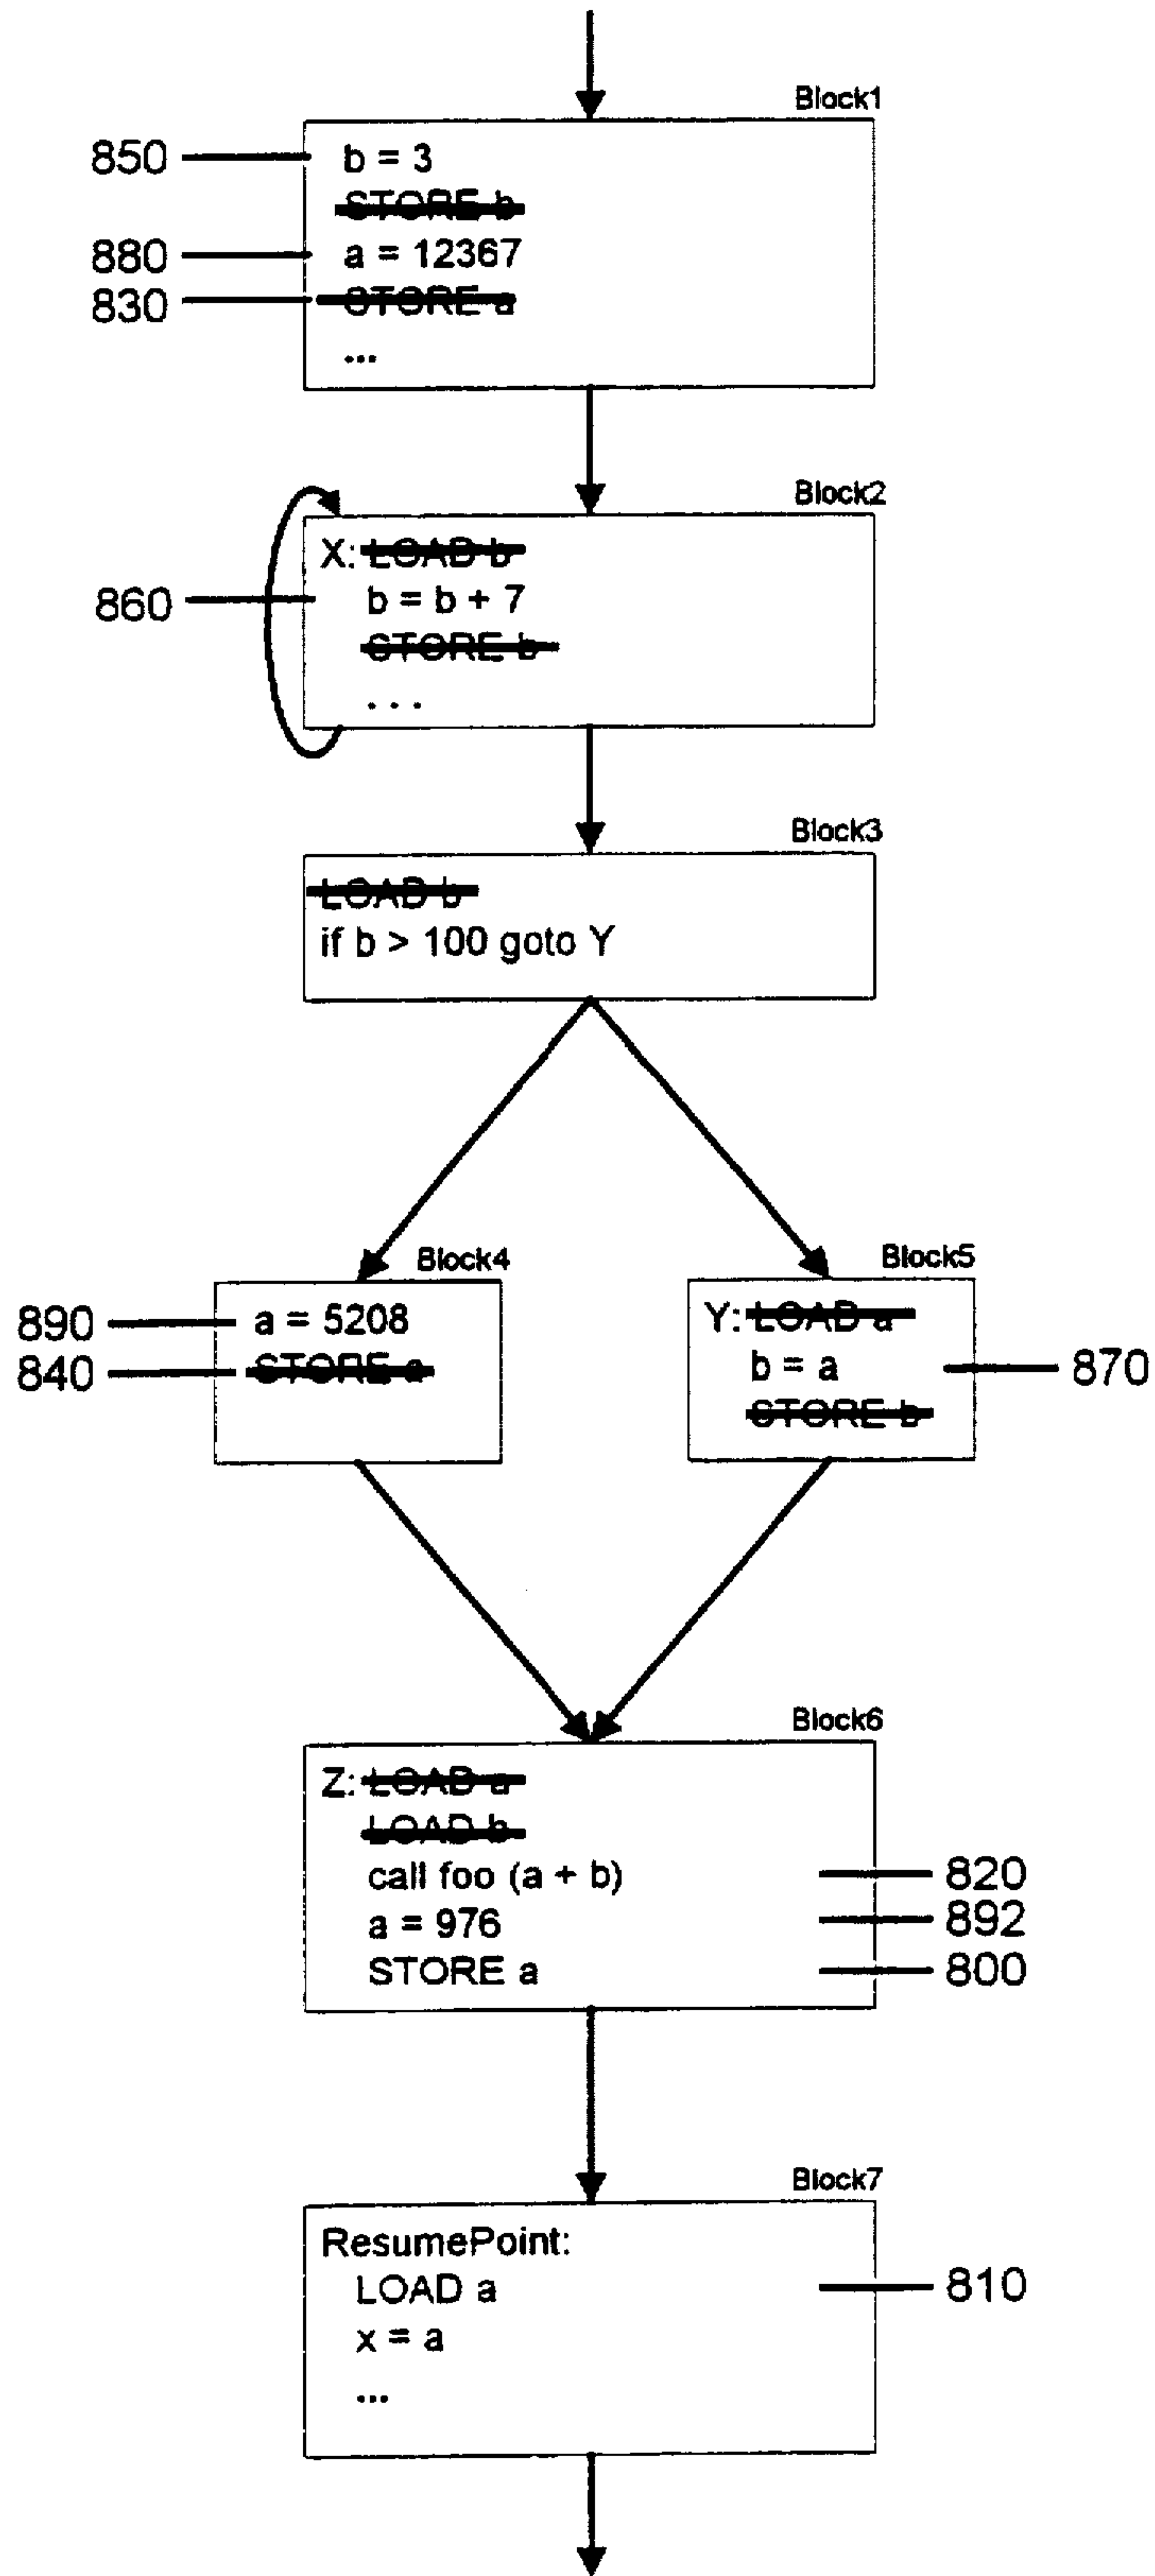 Block1
850 b = 3
STORE b
880 a = 12367
830 STORE a
...
Block2
X: LOAD b
860 b = b + 7
STORE b
. . .
Block3
LOAD b
if b > 100 goto Y
Block4
890 a = 5208
840 STORE a
Block5
Y: LOAD a
b = a 870
STORE b
Block6
Z: LOAD a
LOAD b
call foo (a + b) 820
a = 976 892
STORE a 800
Block7
ResumePoint:
LOAD a 810
x = a
...